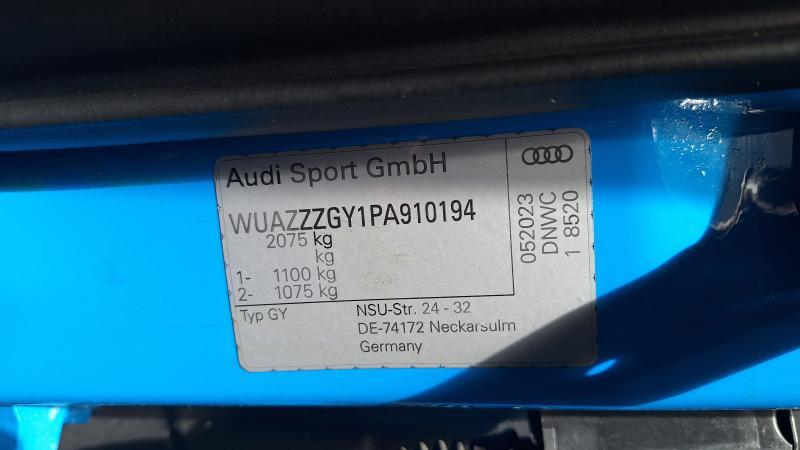 Audi Sport GmbH
WUAZZZGY1PA910194
2075 kg
kg
1- 1100 kg
2- 1075 kg
Typ GY
NSU-Str. 24 - 32
DE-74172 Neckarsulm
Germany
052023
DNWC
1 8520